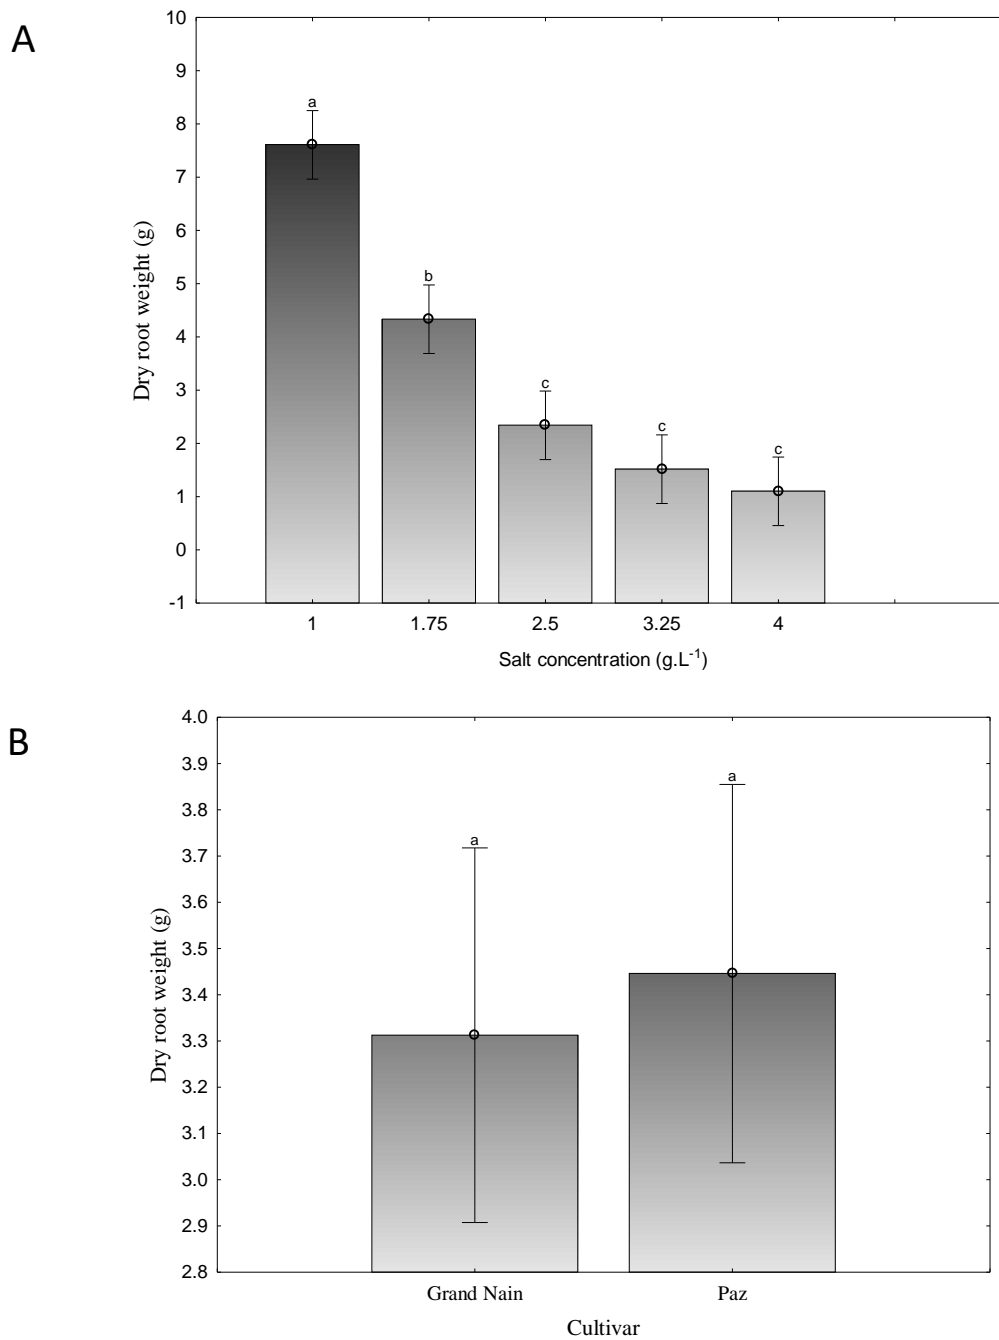 A
10
9
8
7
6
5
4
3
2
1
0
-1
Dry root weight (g)
a
b
c
c
c
1 1.75 2.5 3.25 4
Salt concentration (g.L⁻¹)
B
4.0
3.9
3.8
3.7
3.6
3.5
3.4
3.3
3.2
3.1
3.0
2.9
2.8
Dry root weight (g)
a
a
Grand Nain Paz
Cultivar